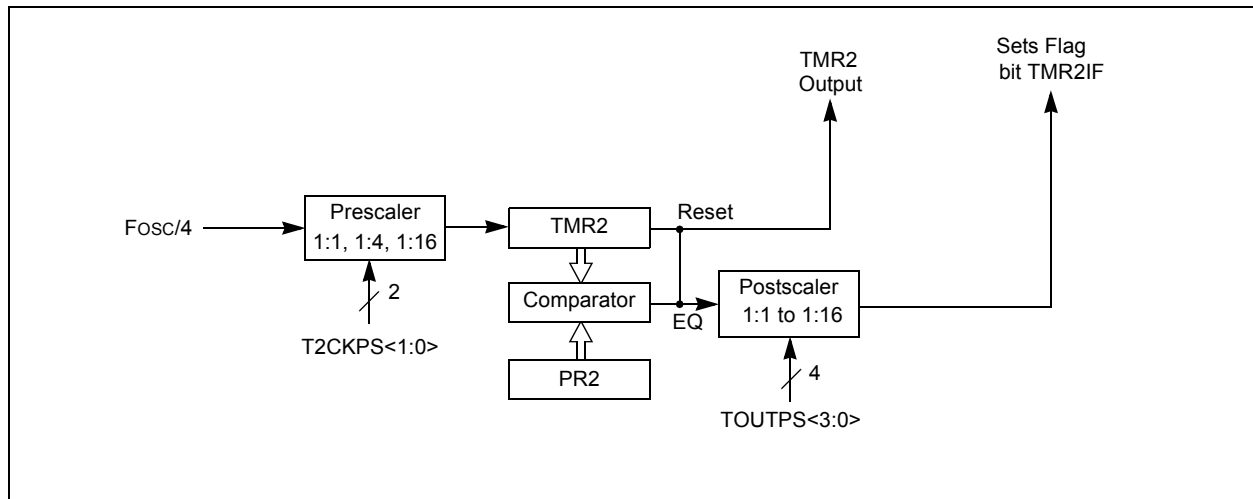 TMR2
Output
Sets Flag
bit TMR2IF
Fosc/4
Prescaler
1:1, 1:4, 1:16
2
T2CKPS<1:0>
TMR2
Reset
Comparator
EQ
PR2
Postscaler
1:1 to 1:16
4
TOUTPS<3:0>